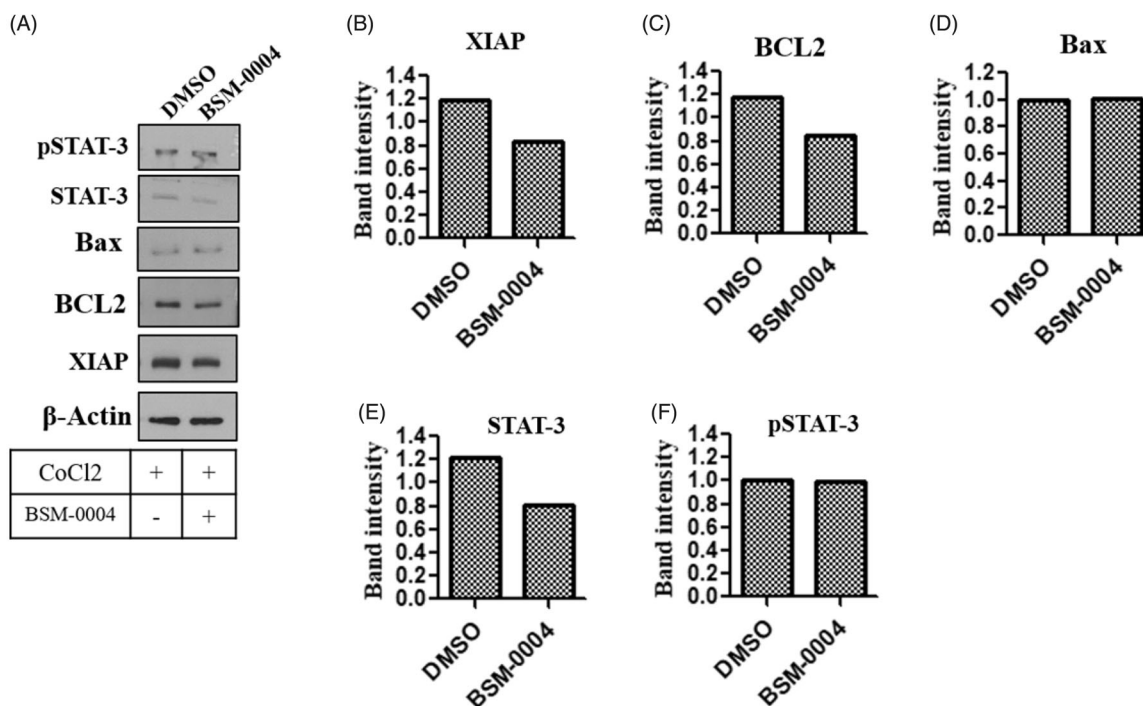 (A)
DMSO
BSM-0004
pSTAT-3
STAT-3
Bax
BCL2
XIAP
β-Actin
CoCl2 + +
BSM-0004 - +
(B)
XIAP
Band intensity
1.4
1.2
1.0
0.8
0.6
0.4
0.2
0.0
DMSO
BSM-0004
(C)
BCL2
Band intensity
1.4
1.2
1.0
0.8
0.6
0.4
0.2
0.0
DMSO
BSM-0004
(D)
Bax
Band intensity
1.2
1.0
0.8
0.6
0.4
0.2
0.0
DMSO
BSM-0004
(E)
STAT-3
Band intensity
1.4
1.2
1.0
0.8
0.6
0.4
0.2
0.0
DMSO
BSM-0004
(F)
pSTAT-3
Band intensity
1.4
1.2
1.0
0.8
0.6
0.4
0.2
0.0
DMSO
BSM-0004